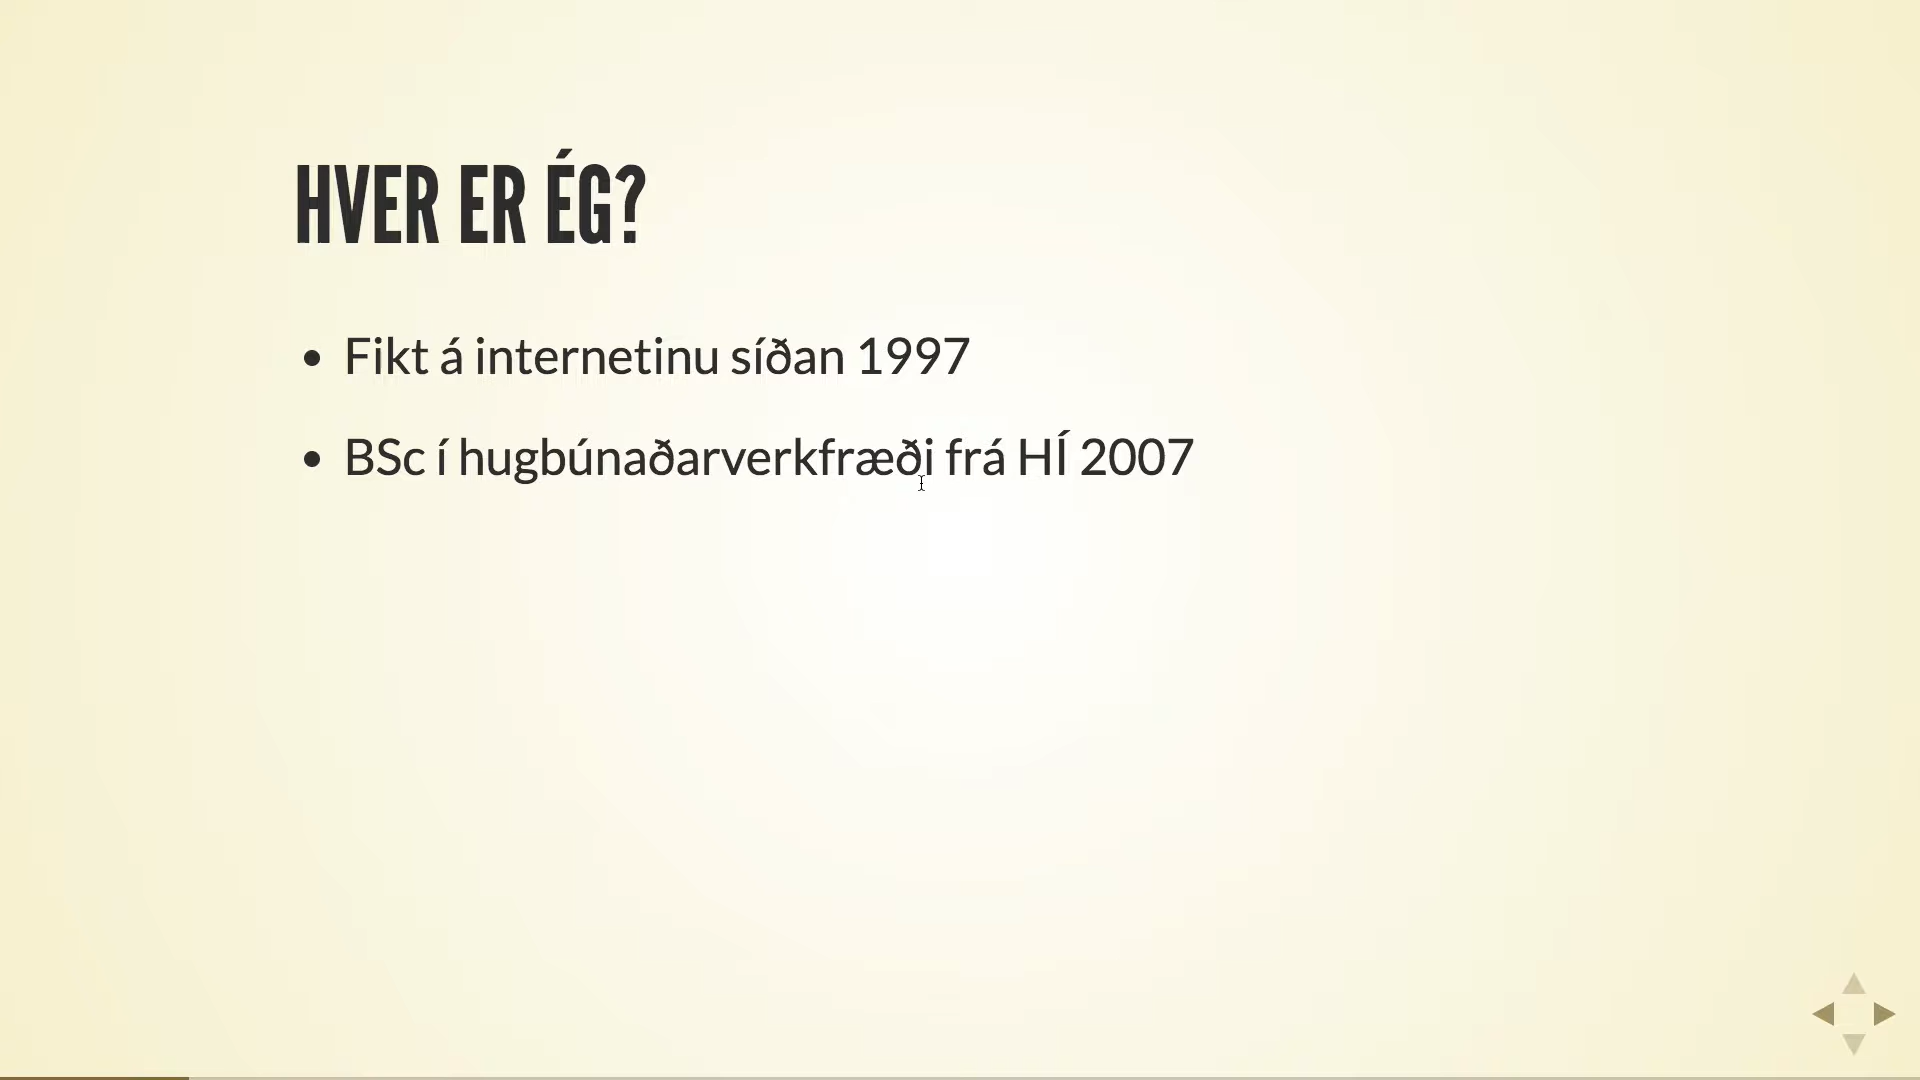 HVER ER ÉG?
Fikt á internetinu síðan 1997
BSc í hugbúnaðarverkfræði frá HÍ 2007